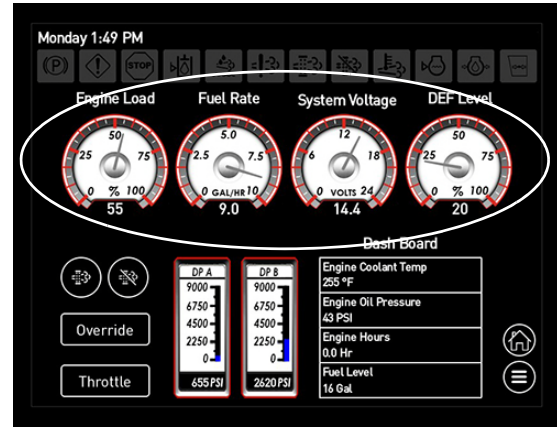 Monday 1:49 PM
(P) STOP
Engine Load Fuel Rate System Voltage DEF Level
50 5.0 12 50
25 75 2.5 7.5 6 18 25 75
0 % 100 0 GAL/HR 10 0 VOLTS 24 0 % 100
55 9.0 14.4 20
Dash Board
DP A
9000
6750
4500
2250
0
655 PSI
DP B
9000
6750
4500
2250
0
2620 PSI
Engine Coolant Temp
255 °F
Engine Oil Pressure
43 PSI
Engine Hours
0.0 Hr
Fuel Level
16 Gal
Override
Throttle